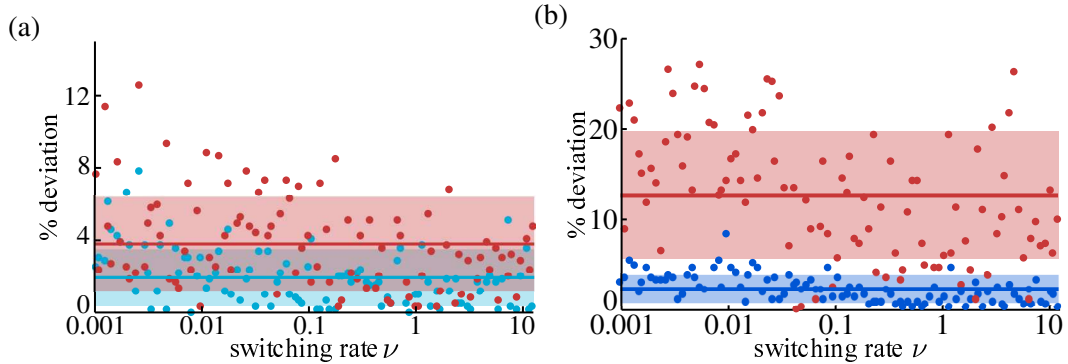 (a)
% deviation
12
8
4
0
0.001 0.01 0.1 1 10
switching rate ν
(b)
% deviation
30
20
10
0
0.001 0.01 0.1 1 10
switching rate ν